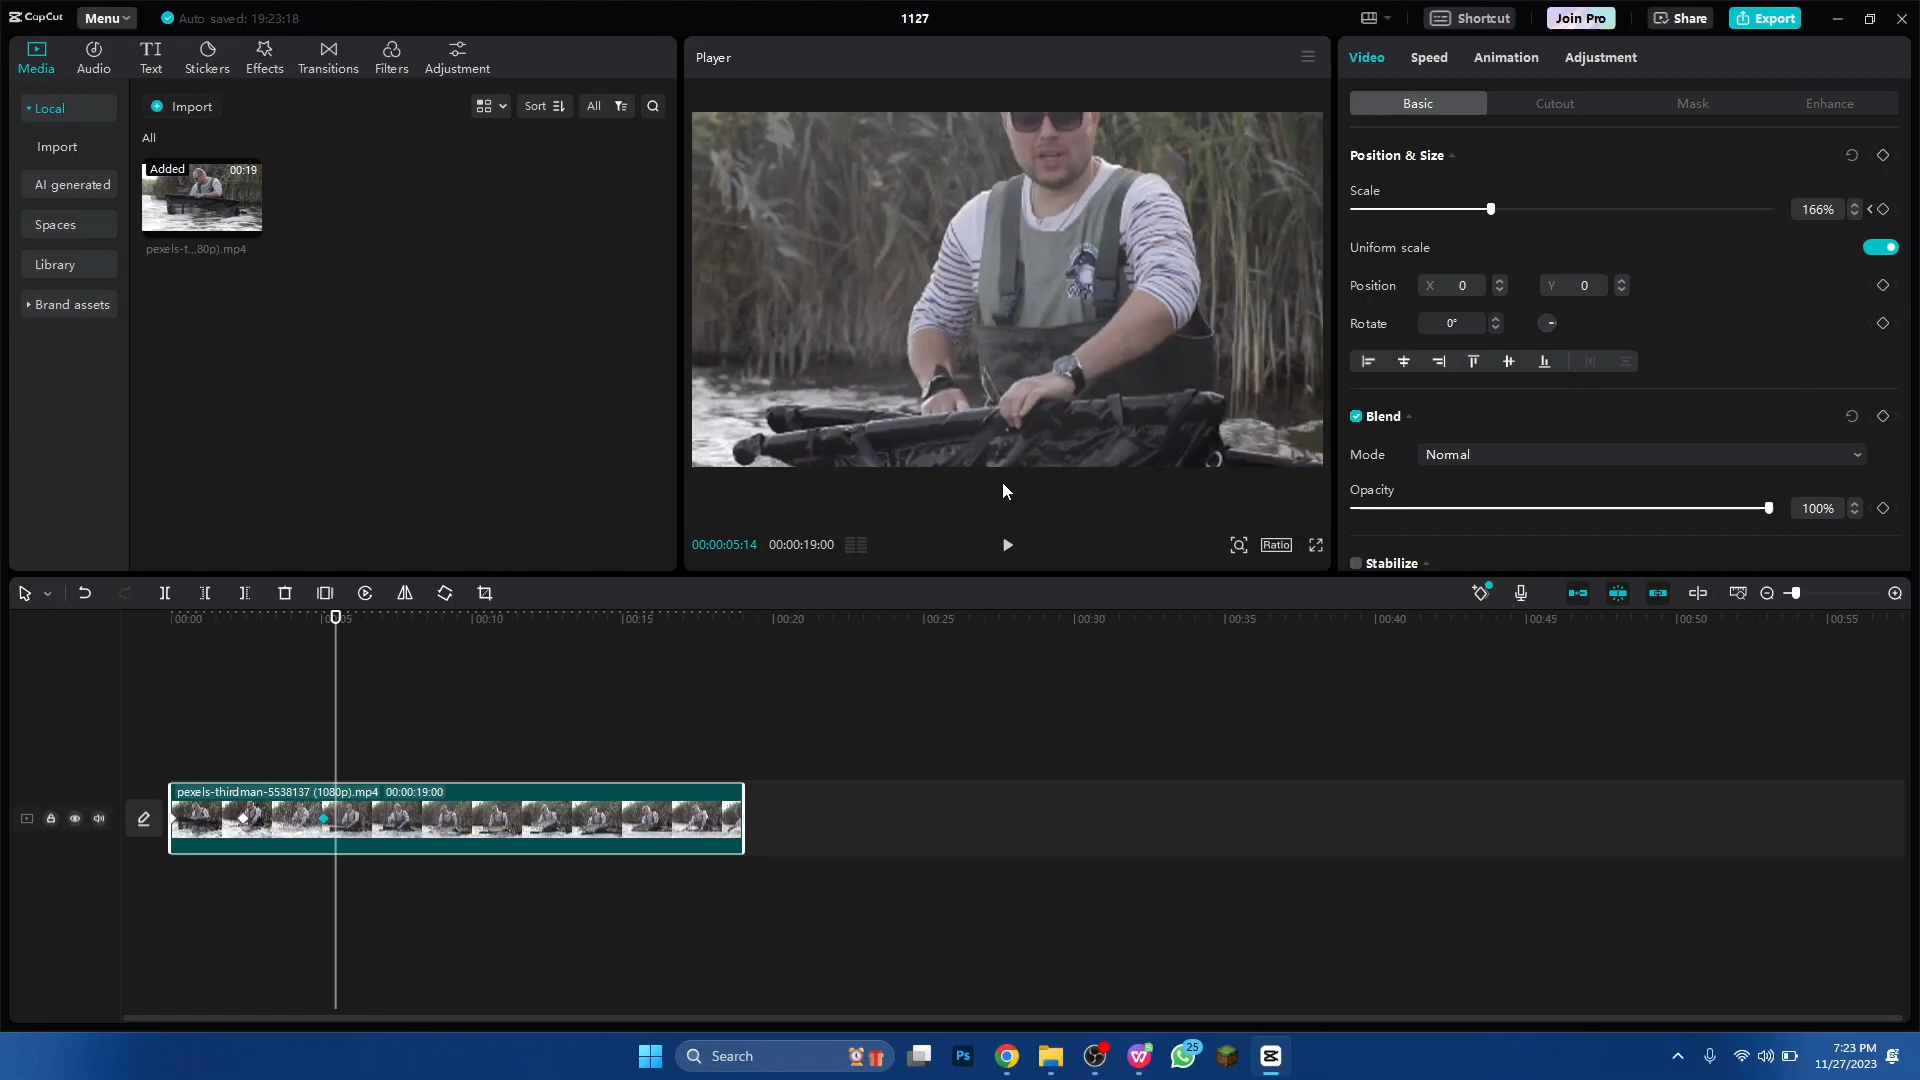 CapCut
Menu
Auto saved: 19:23:18
1127
Shortcut
Join Pro
Share
Export
Media
Audio
Text
Stickers
Effects
Transitions
Filters
Adjustment
Local
Import
AI generated
Spaces
Library
Brand assets
Import
Sort
All
All
Added
00:19
pexels-t...80p).mp4
Player
00:00:05:14
00:00:19:00
Ratio
Video
Speed
Animation
Adjustment
Basic
Cutout
Mask
Enhance
Position & Size
Scale
166%
Uniform scale
Position
X 0
Y 0
Rotate
0°
Blend
Mode
Normal
Opacity
100%
Stabilize
00:00
00:10
00:15
00:20
00:25
00:30
00:35
00:40
00:45
00:50
00:55
pexels-thirdman-5538137 (1080p).mp4 00:00:19:00
Search
Ps
25
7:23 PM
11/27/2023